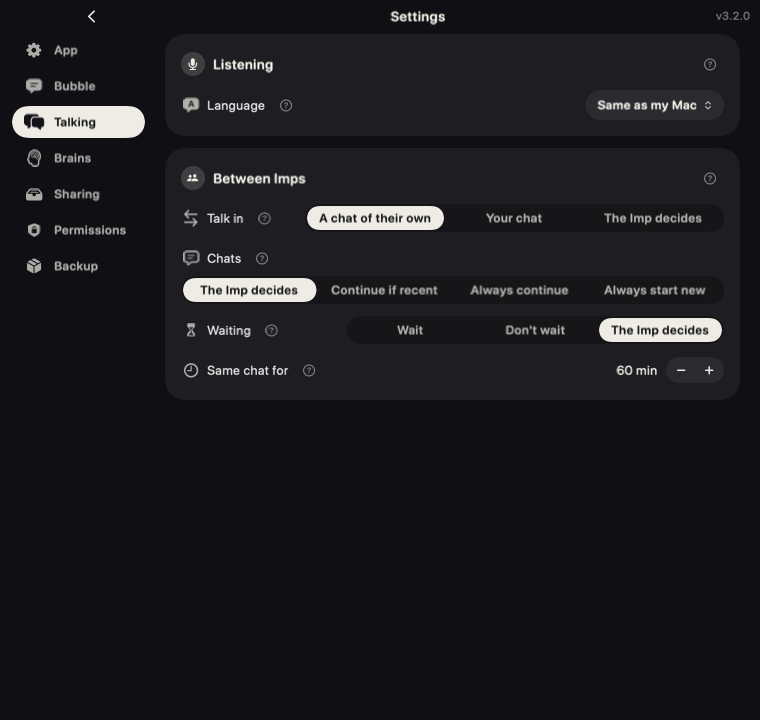 Settings
v3.2.0
App
Bubble
Talking
Brains
Sharing
Permissions
Backup
Listening
Language
Same as my Mac
Between Imps
Talk in
A chat of their own
Your chat
The Imp decides
Chats
The Imp decides
Continue if recent
Always continue
Always start new
Waiting
Wait
Don't wait
The Imp decides
Same chat for
60 min